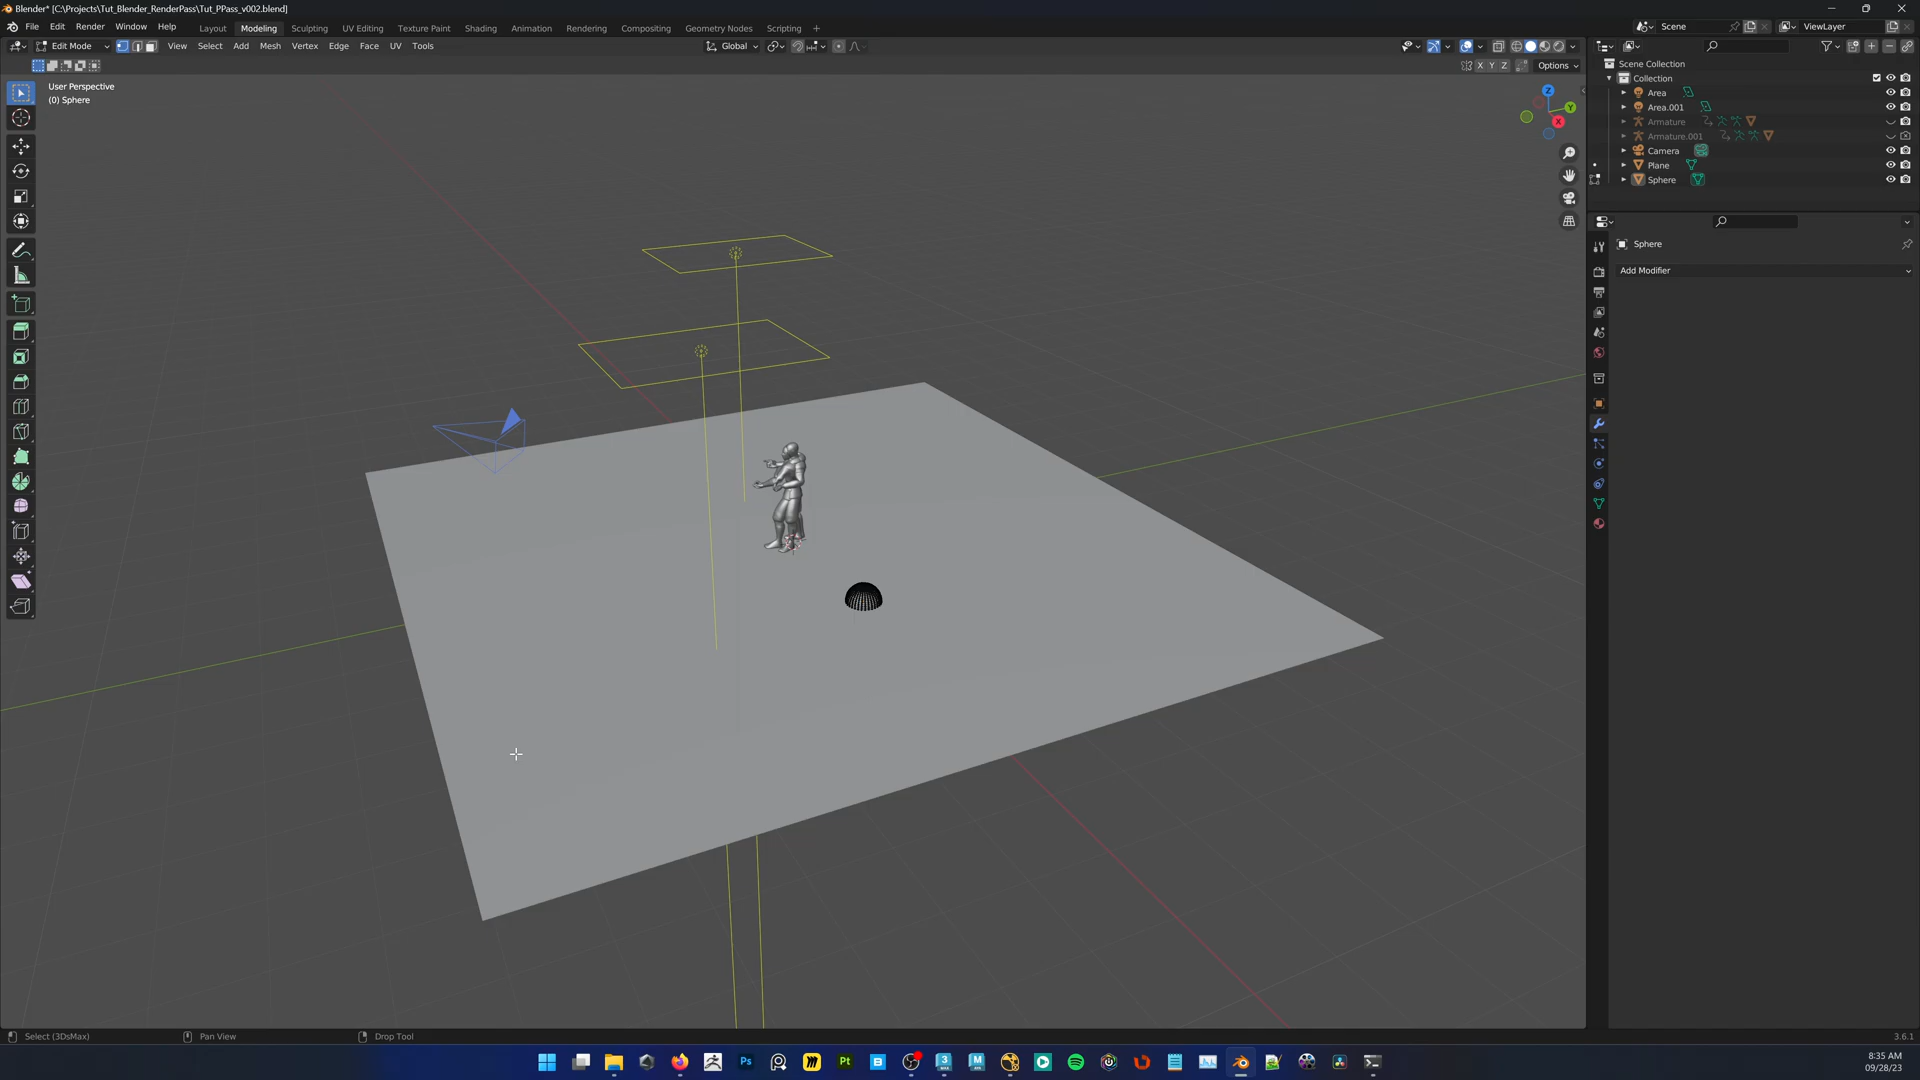 Blender* [C:\Projects\Tut_Blender_RenderPass\Tut_PPass_v002.blend]
File Edit Render Window Help Layout Modeling Sculpting UV Editing Texture Paint Shading Animation Rendering Compositing Geometry Nodes Scripting + Scene ViewLayer
Edit Mode View Select Add Mesh Vertex Edge Face UV Tools Global
X Y Z Options
User Perspective
(0) Sphere
Z
Y
X
Scene Collection
Collection
Area
Area.001
Armature
Armature.001
Camera
Plane
Sphere
Sphere
Add Modifier
Select (3DsMax) Pan View Drop Tool 3.6.1
Ps Pt B 3 M
8:35 AM
09/28/23